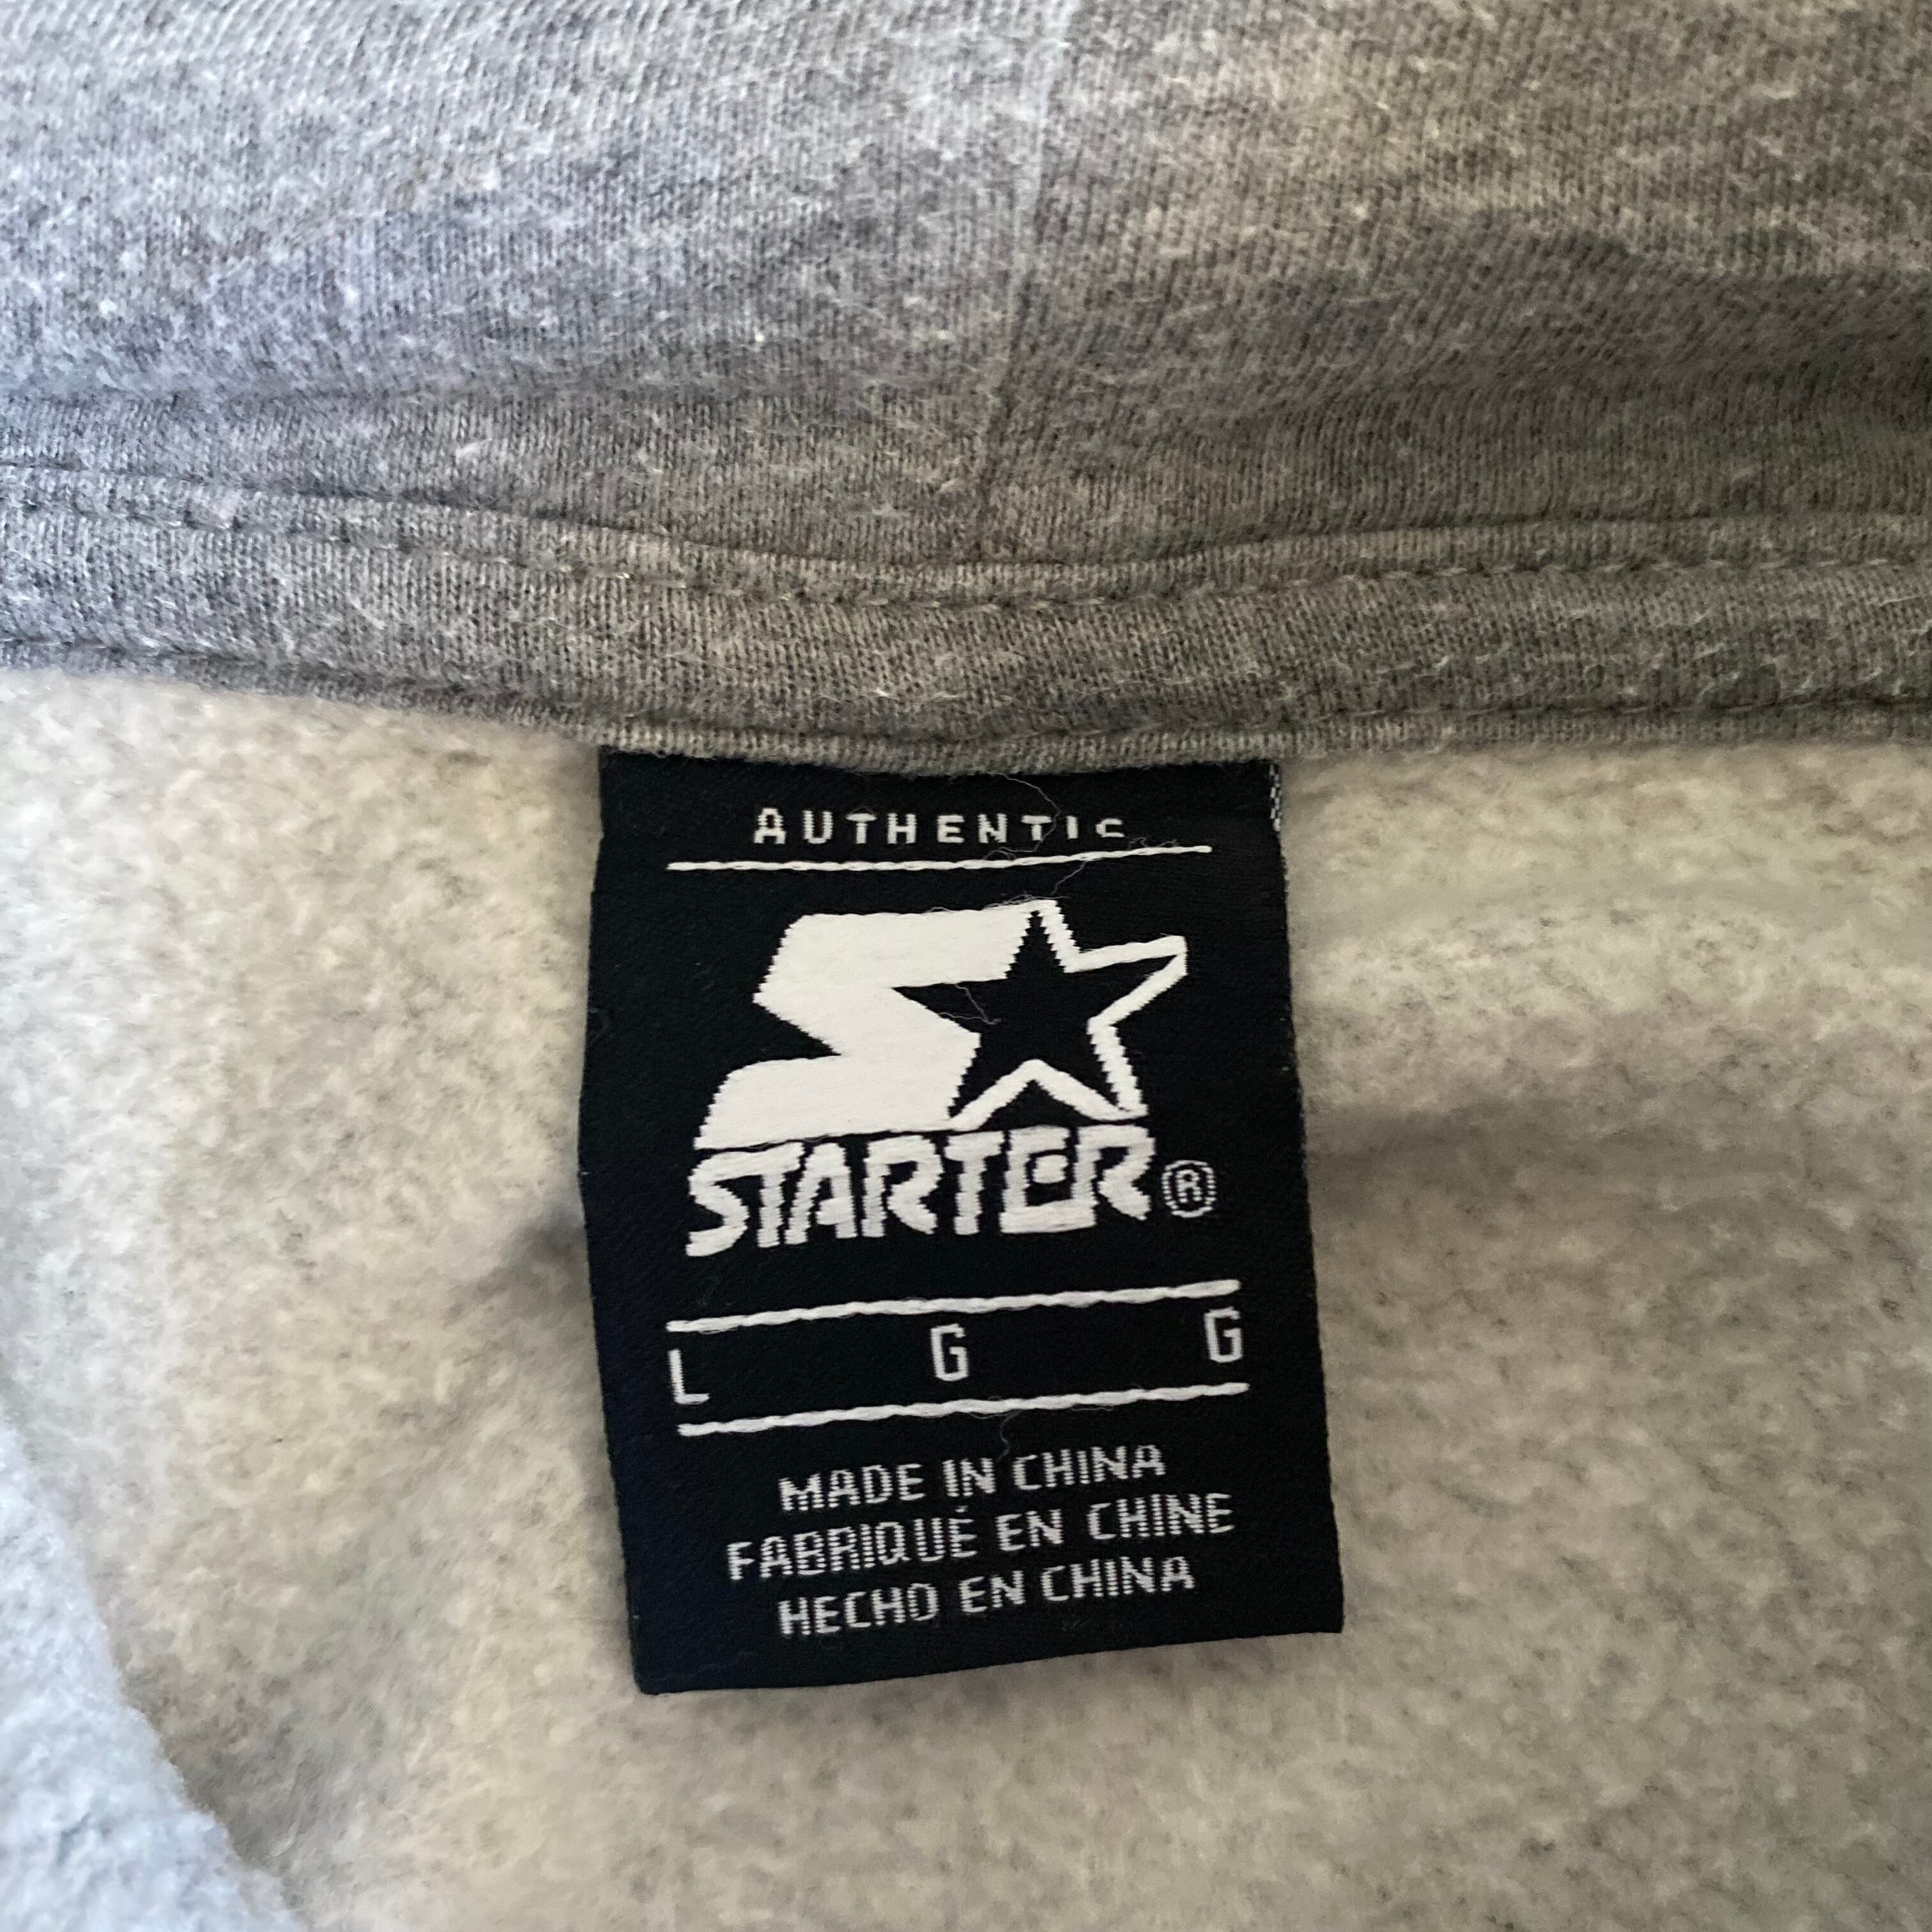 AUTHENTIC
STARTER®
L G G
MADE IN CHINA
FABRIQUÉ EN CHINE
HECHO EN CHINA